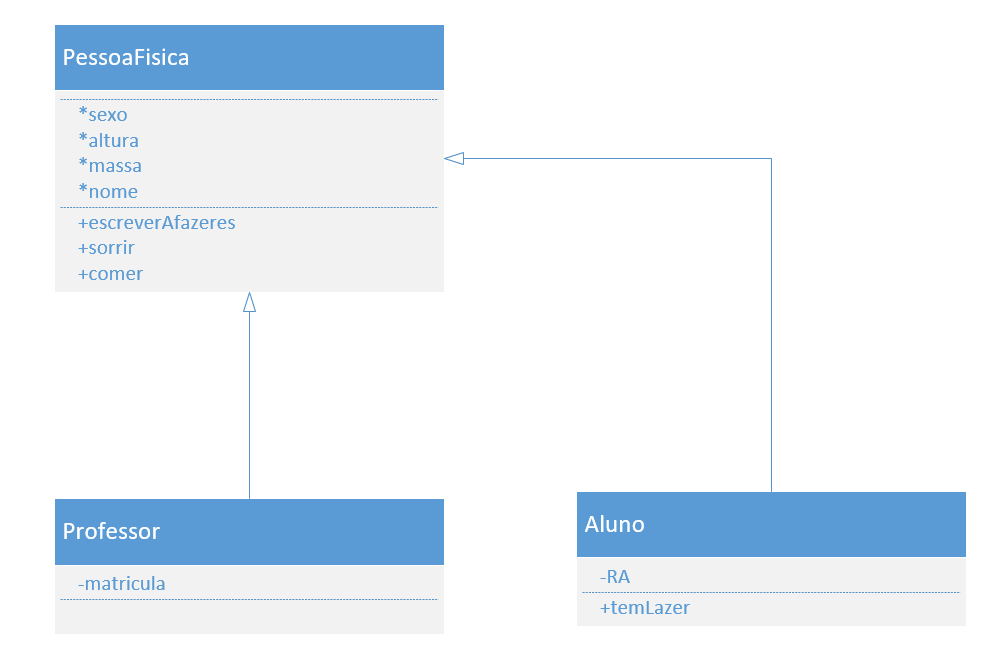 PessoaFisica
*sexo
*altura
*massa
*nome
+escreverAfazeres
+sorrir
+comer
Professor
-matricula
Aluno
-RA
+temLazer